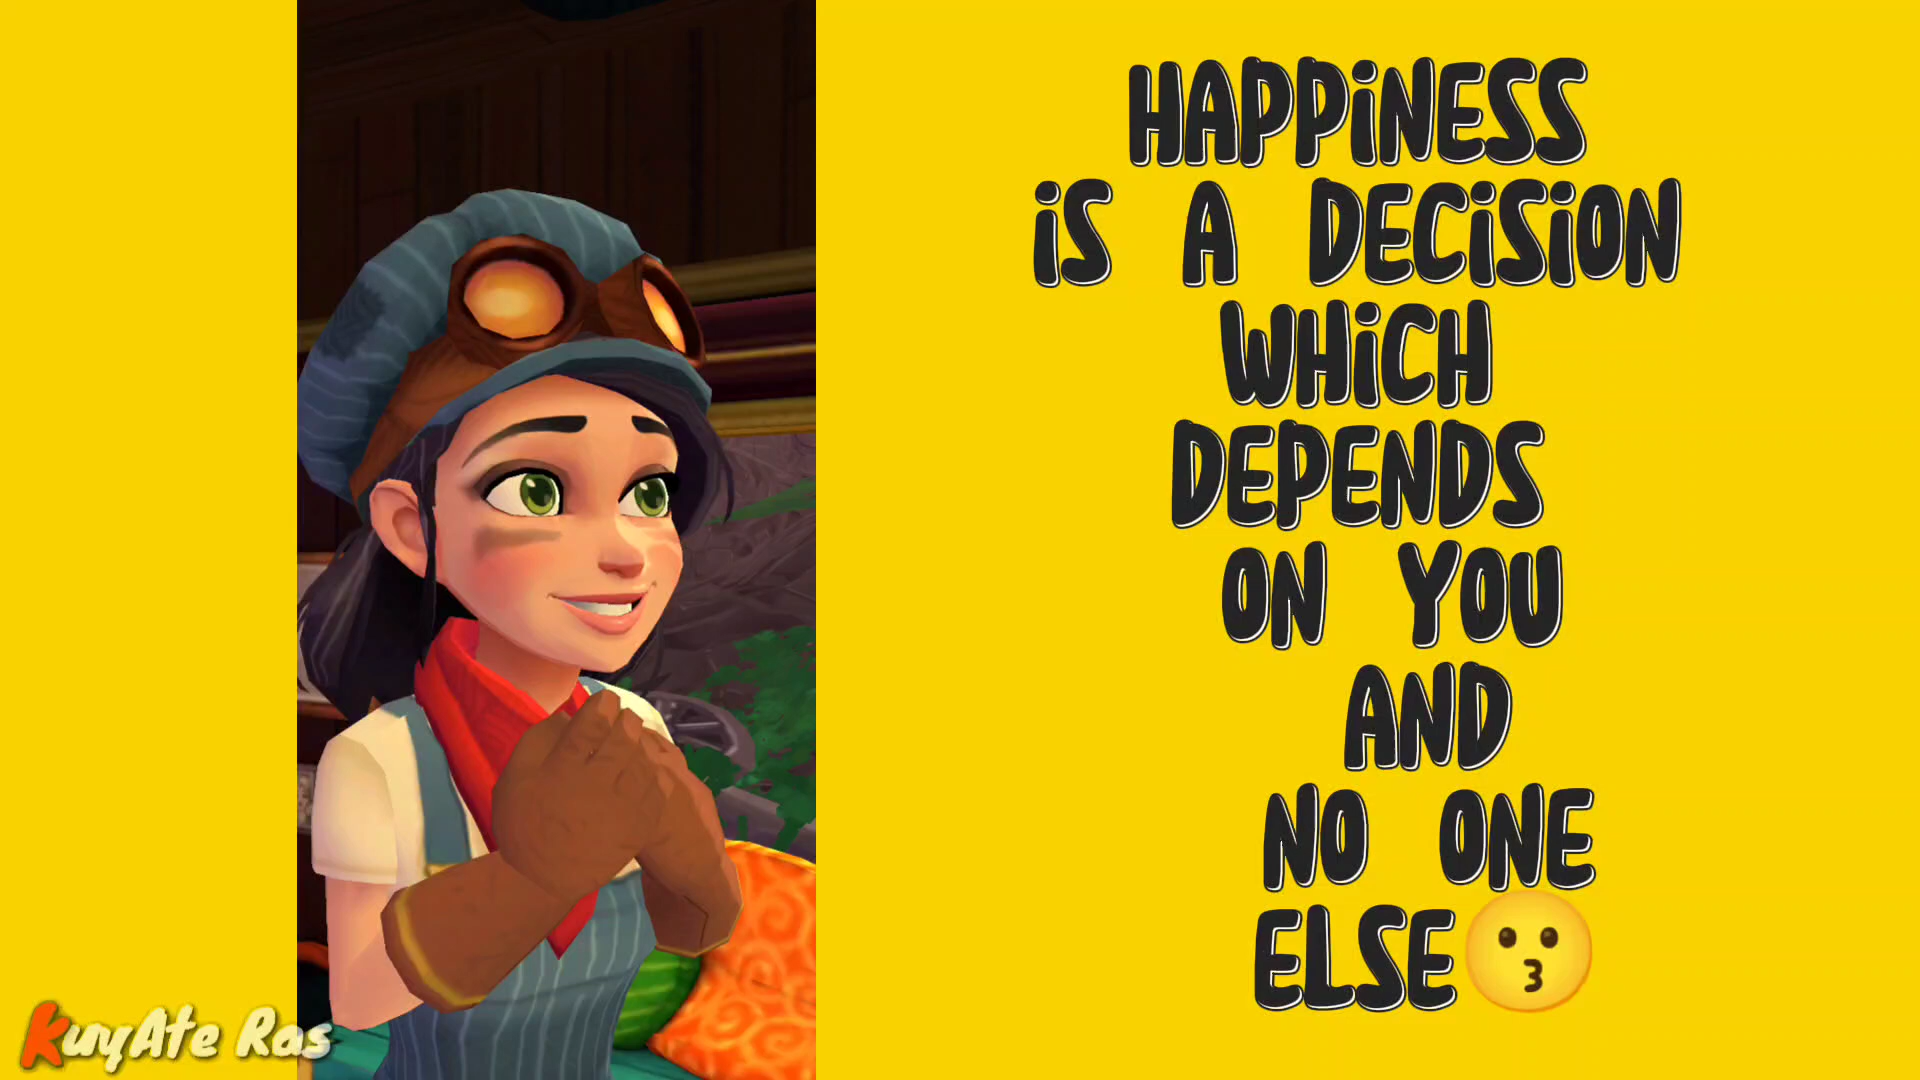 HAPPiNESS
iS A DECiSiON
WHiCH
DEPENDS
ON YOU
AND
NO ONE
ELSE😗
KuyAte Ras